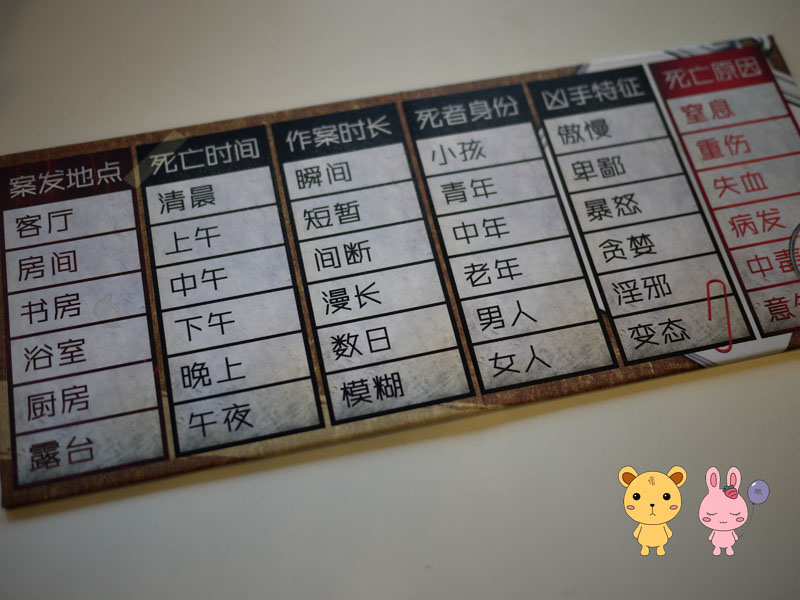 案发地点
客厅
房间
书房
浴室
厨房
露台
死亡时间
清晨
上午
中午
下午
晚上
午夜
作案时长
瞬间
短暂
间断
漫长
数日
模糊
死者身份
小孩
青年
中年
老年
男人
女人
凶手特征
傲慢
卑鄙
暴怒
贪婪
淫邪
变态
死亡原因
窒息
重伤
失血
病发
中毒
意